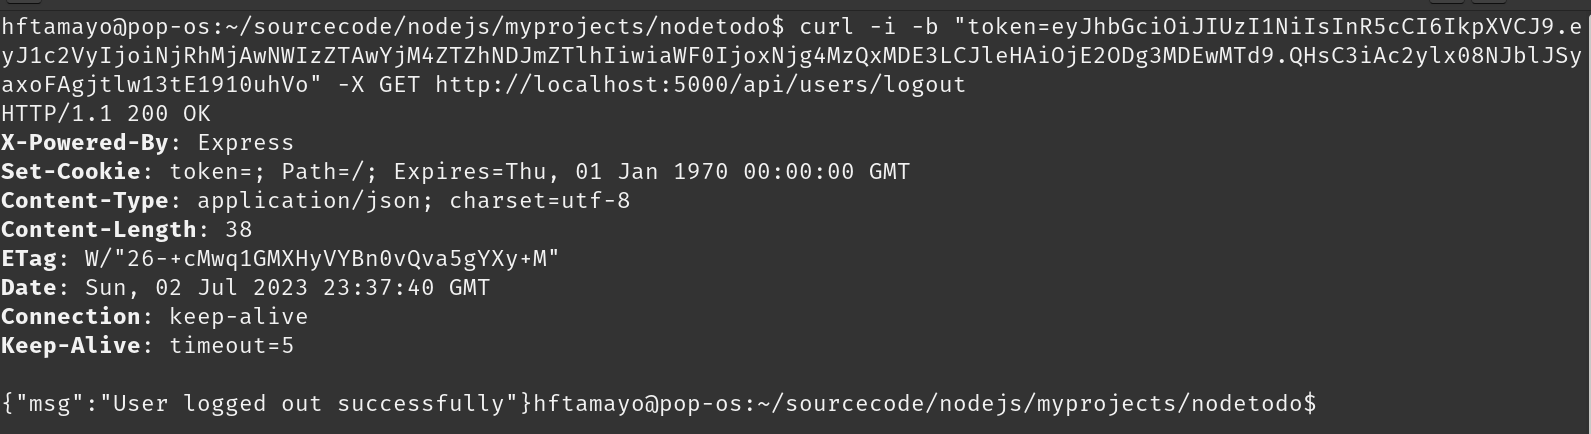 hftamayo@pop-os:~/sourcecode/nodejs/myprojects/nodetodo$ curl -i -b "token=eyJhbGciOiJIUzI1NiIsInR5cCI6IkpXVCJ9.e
yJ1c2VyIjoiNjRhMjAwNWIzZTAwYjM4ZTZhNDJmZTlhIiwiaWF0IjoxNjg4MzQxMDE3LCJleHAiOjE2ODg3MDEwMTd9.QHsC3iAc2ylx08NJblJSy
axoFAgjtlw13tE1910uhVo" -X GET http://localhost:5000/api/users/logout
HTTP/1.1 200 OK
X-Powered-By: Express
Set-Cookie: token=; Path=/; Expires=Thu, 01 Jan 1970 00:00:00 GMT
Content-Type: application/json; charset=utf-8
Content-Length: 38
ETag: W/"26-+cMwq1GMXHyVYBn0vQva5gYXy+M"
Date: Sun, 02 Jul 2023 23:37:40 GMT
Connection: keep-alive
Keep-Alive: timeout=5
{"msg":"User logged out successfully"}hftamayo@pop-os:~/sourcecode/nodejs/myprojects/nodetodo$